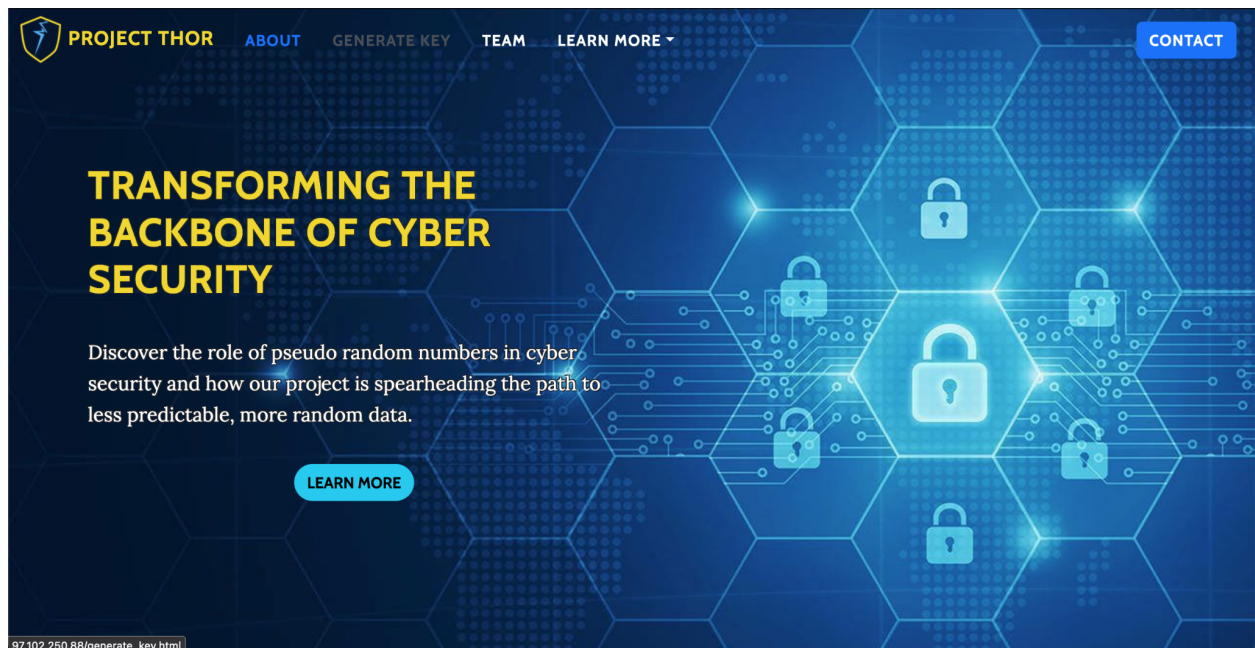 PROJECT THOR
ABOUT
GENERATE KEY
TEAM
LEARN MORE
CONTACT
TRANSFORMING THE
BACKBONE OF CYBER
SECURITY
Discover the role of pseudo random numbers in cyber
security and how our project is spearheading the path to
less predictable, more random data.
LEARN MORE
97.102.250.88/generate_key.html